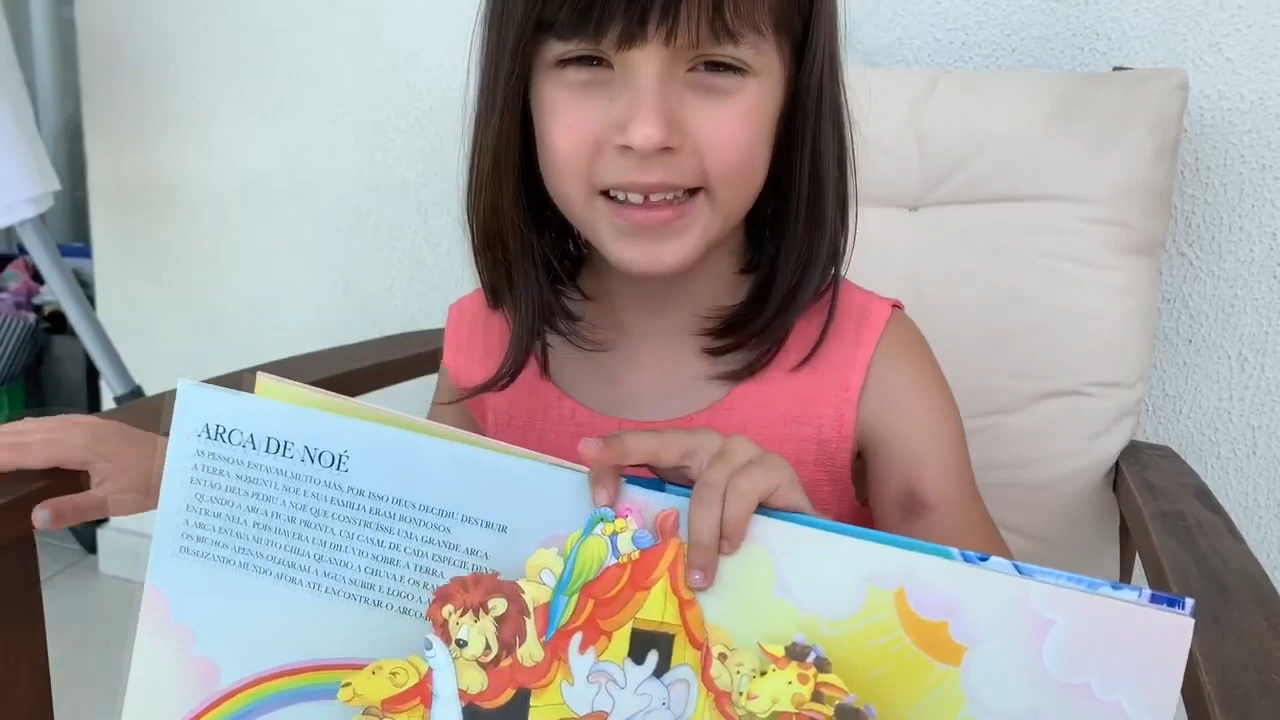 ARCA DE NOÉ
AS PESSOAS ESTAVAM MUITO MÁS, POR ISSO DEUS DECIDIU DESTRUIR
A TERRA. SOMENTE NOÉ E SUA FAMÍLIA ERAM BONDOSOS.
ENTÃO, DEUS PEDIU A NOÉ QUE CONSTRUÍSSE UMA GRANDE ARCA.
QUANDO A ARCA FICAR PRONTA, UM CASAL DE CADA ESPÉCIE
ENTRAR NELA, POIS HAVERÁ UM DILÚVIO SOBRE A TERRA.
A ARCA ESTAVA MUITO CHEIA QUANDO A CHUVA E OS
OS BICHOS APENAS OLHARAM A ÁGUA SUBIR E LOGO A
DESLIZANDO MUNDO AFORA ATÉ ENCONTRAR O